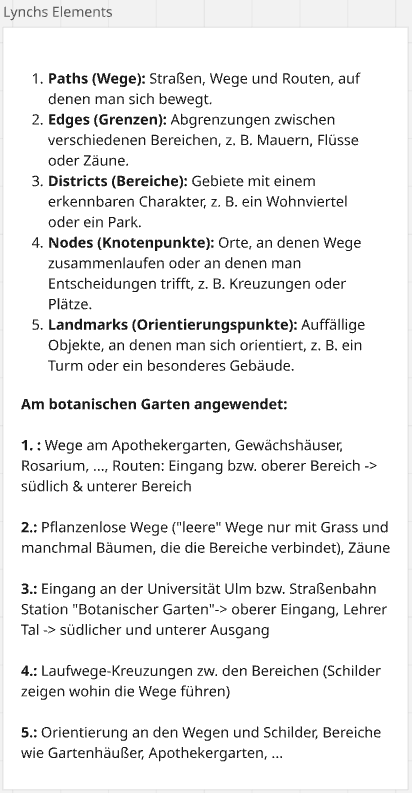 Lynchs Elements
1. Paths (Wege): Straßen, Wege und Routen, auf
denen man sich bewegt.
2. Edges (Grenzen): Abgrenzungen zwischen
verschiedenen Bereichen, z. B. Mauern, Flüsse
oder Zäune.
3. Districts (Bereiche): Gebiete mit einem
erkennbaren Charakter, z. B. ein Wohnviertel
oder ein Park.
4. Nodes (Knotenpunkte): Orte, an denen Wege
zusammenlaufen oder an denen man
Entscheidungen trifft, z. B. Kreuzungen oder
Plätze.
5. Landmarks (Orientierungspunkte): Auffällige
Objekte, an denen man sich orientiert, z. B. ein
Turm oder ein besonderes Gebäude.
Am botanischen Garten angewendet:
1. : Wege am Apothekergarten, Gewächshäuser,
Rosarium, ..., Routen: Eingang bzw. oberer Bereich ->
südlich & unterer Bereich
2.: Pflanzenlose Wege ("leere" Wege nur mit Grass und
manchmal Bäumen, die die Bereiche verbindet), Zäune
3.: Eingang an der Universität Ulm bzw. Straßenbahn
Station "Botanischer Garten"-> oberer Eingang, Lehrer
Tal -> südlicher und unterer Ausgang
4.: Laufwege-Kreuzungen zw. den Bereichen (Schilder
zeigen wohin die Wege führen)
5.: Orientierung an den Wegen und Schilder, Bereiche
wie Gartenhäußer, Apothekergarten, ...